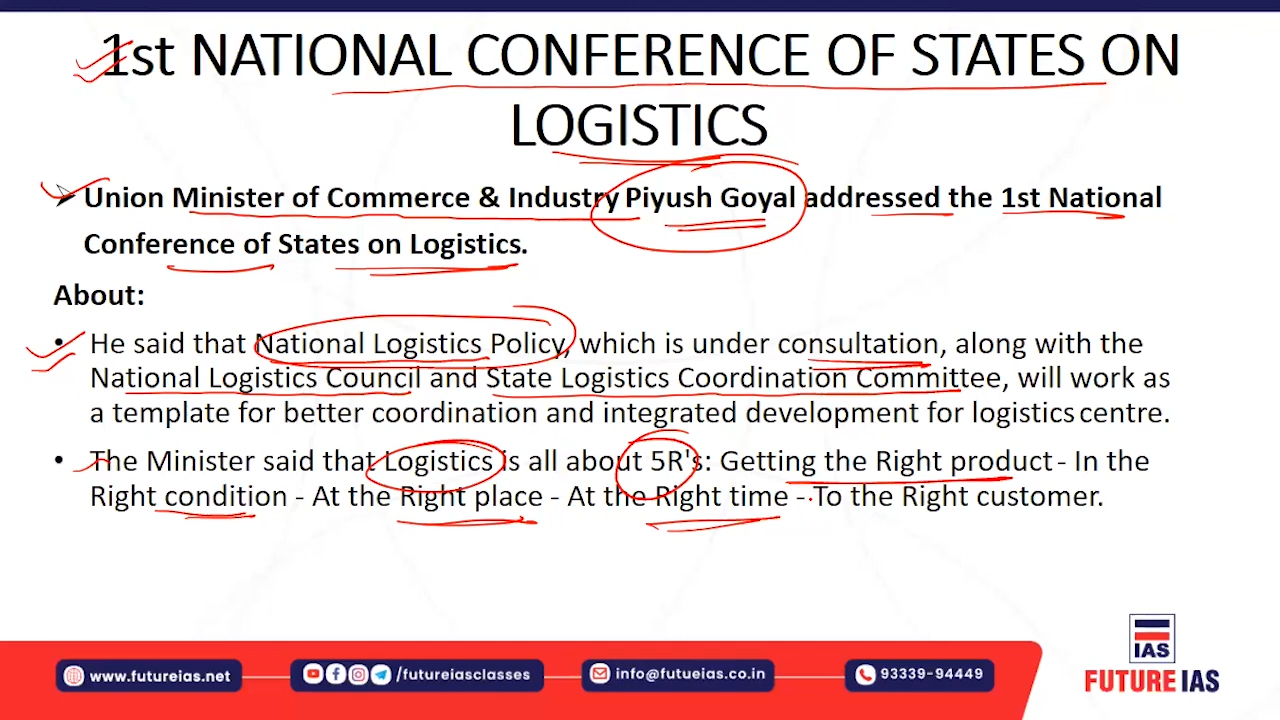 1st NATIONAL CONFERENCE OF STATES ON
LOGISTICS
Union Minister of Commerce & Industry Piyush Goyal addressed the 1st National
Conference of States on Logistics.
About:
• He said that National Logistics Policy, which is under consultation, along with the
National Logistics Council and State Logistics Coordination Committee, will work as
a template for better coordination and integrated development for logistics centre.
• The Minister said that Logistics is all about 5R's: Getting the Right product - In the
Right condition - At the Right place - At the Right time - To the Right customer.
www.futureias.net
/futureiasclasses
info@futueias.co.in
93339-94449
IAS
FUTURE IAS